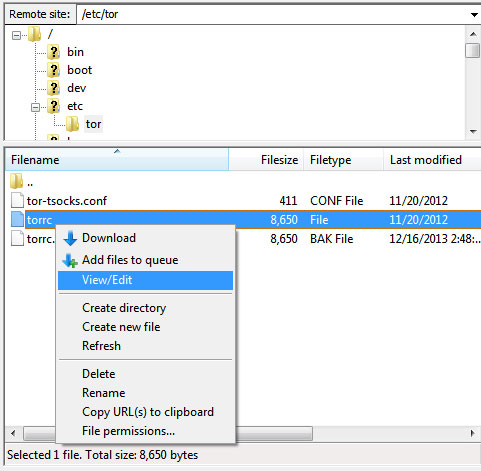 Remote site: /etc/tor
/
? bin
? boot
? dev
? etc
tor
Filename Filesize Filetype Last modified
..
tor-tsocks.conf 411 CONF File 11/20/2012
torrc 8,650 File 11/20/2012
torrc. 8,650 BAK File 12/16/2013 2:48:...
Download
Add files to queue
View/Edit
Create directory
Create new file
Refresh
Delete
Rename
Copy URL(s) to clipboard
File permissions...
Selected 1 file. Total size: 8,650 bytes